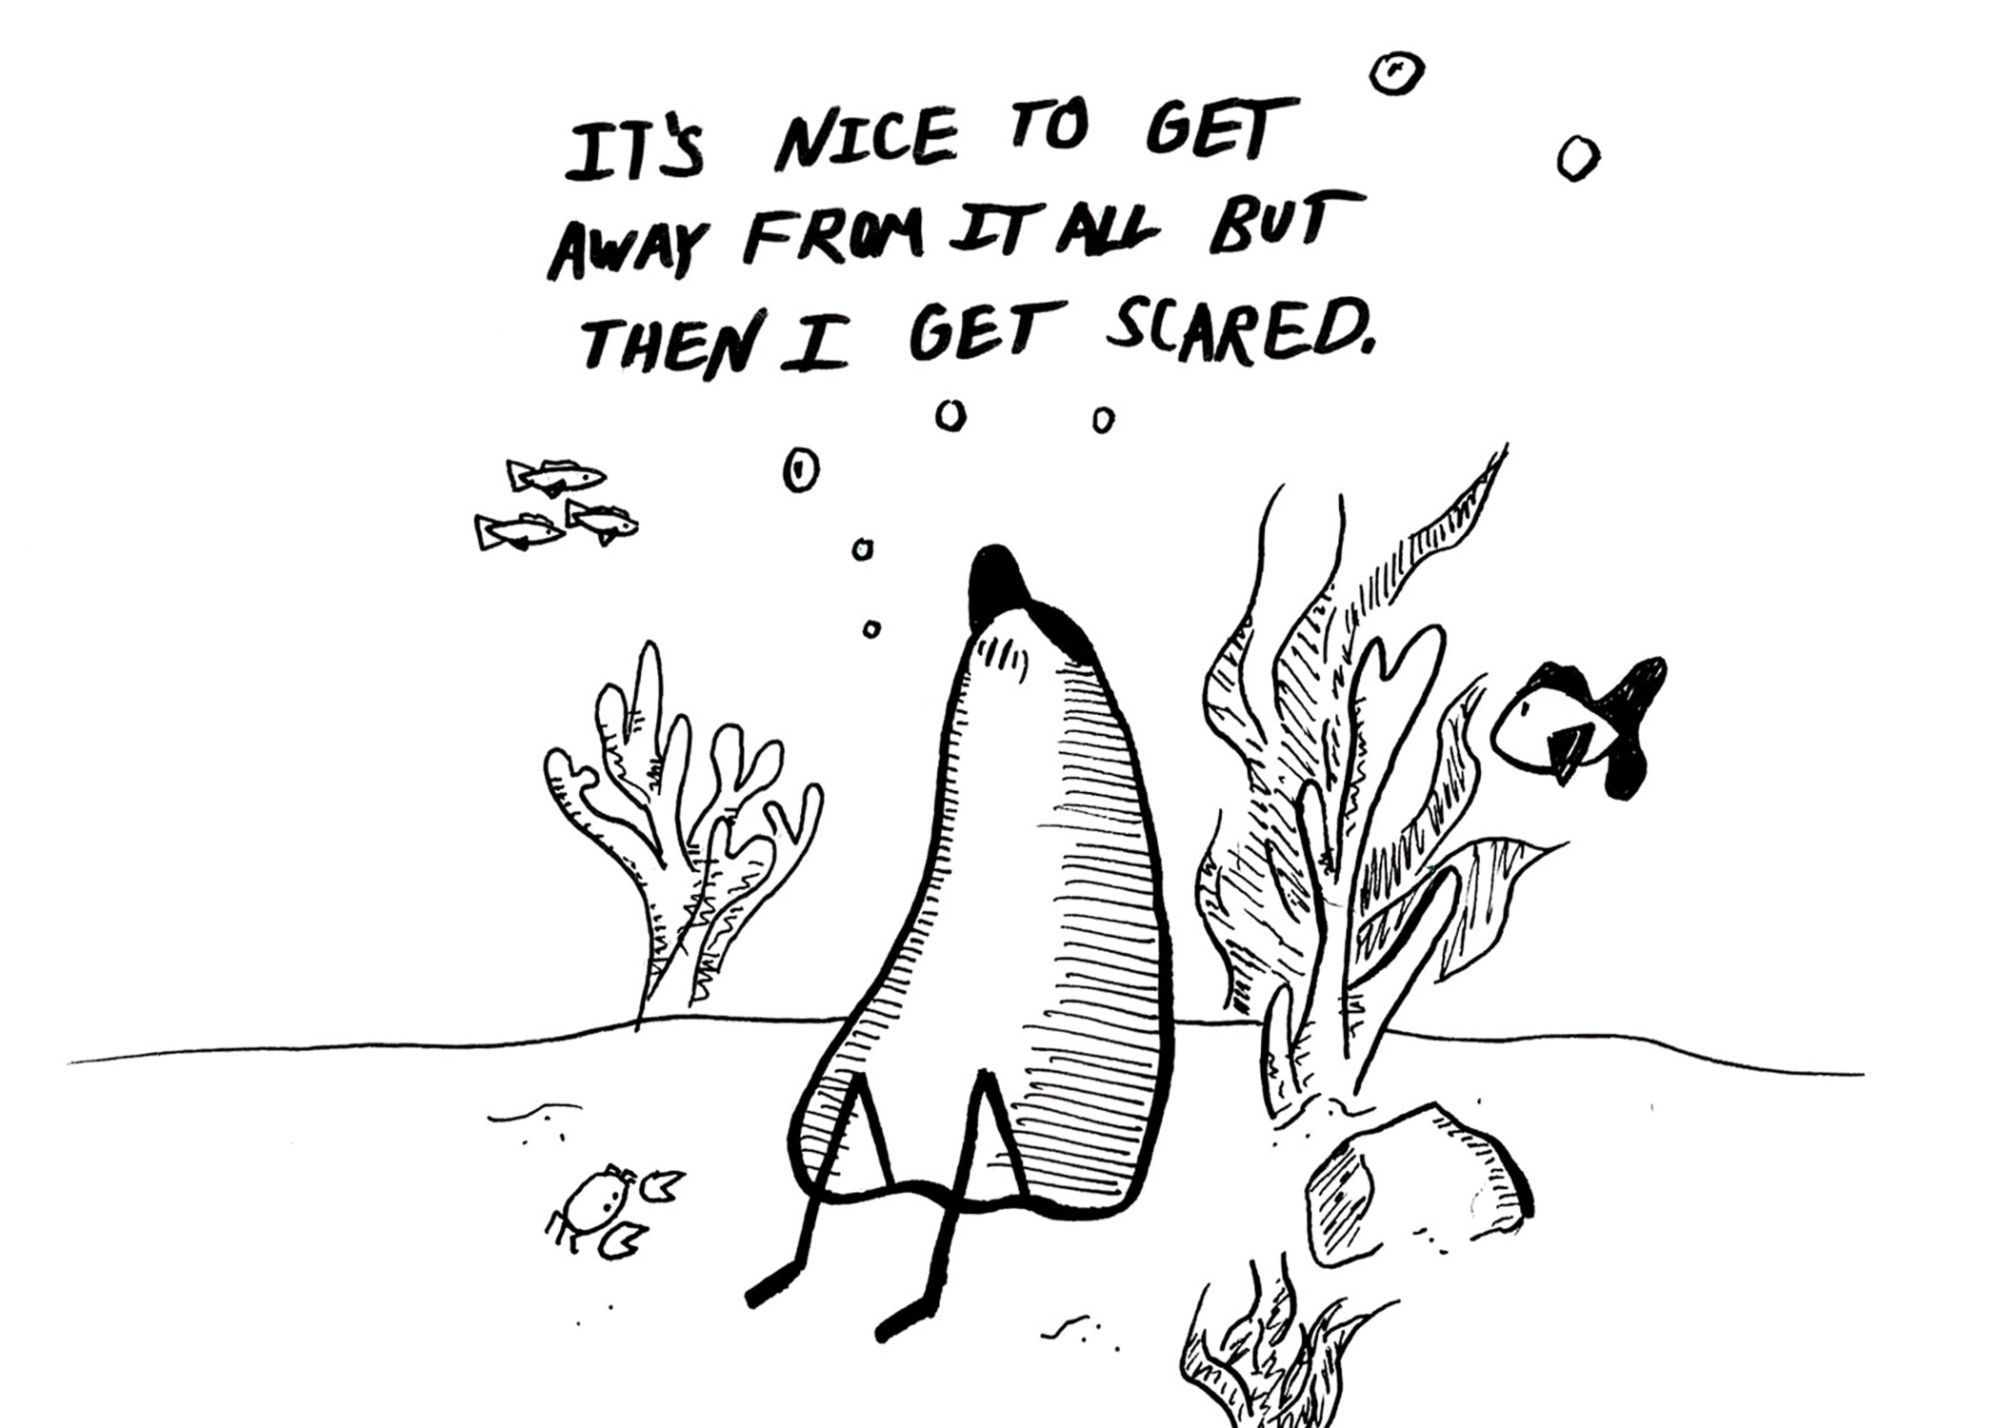 IT'S NICE TO GET
AWAY FROM IT ALL BUT
THEN I GET SCARED.